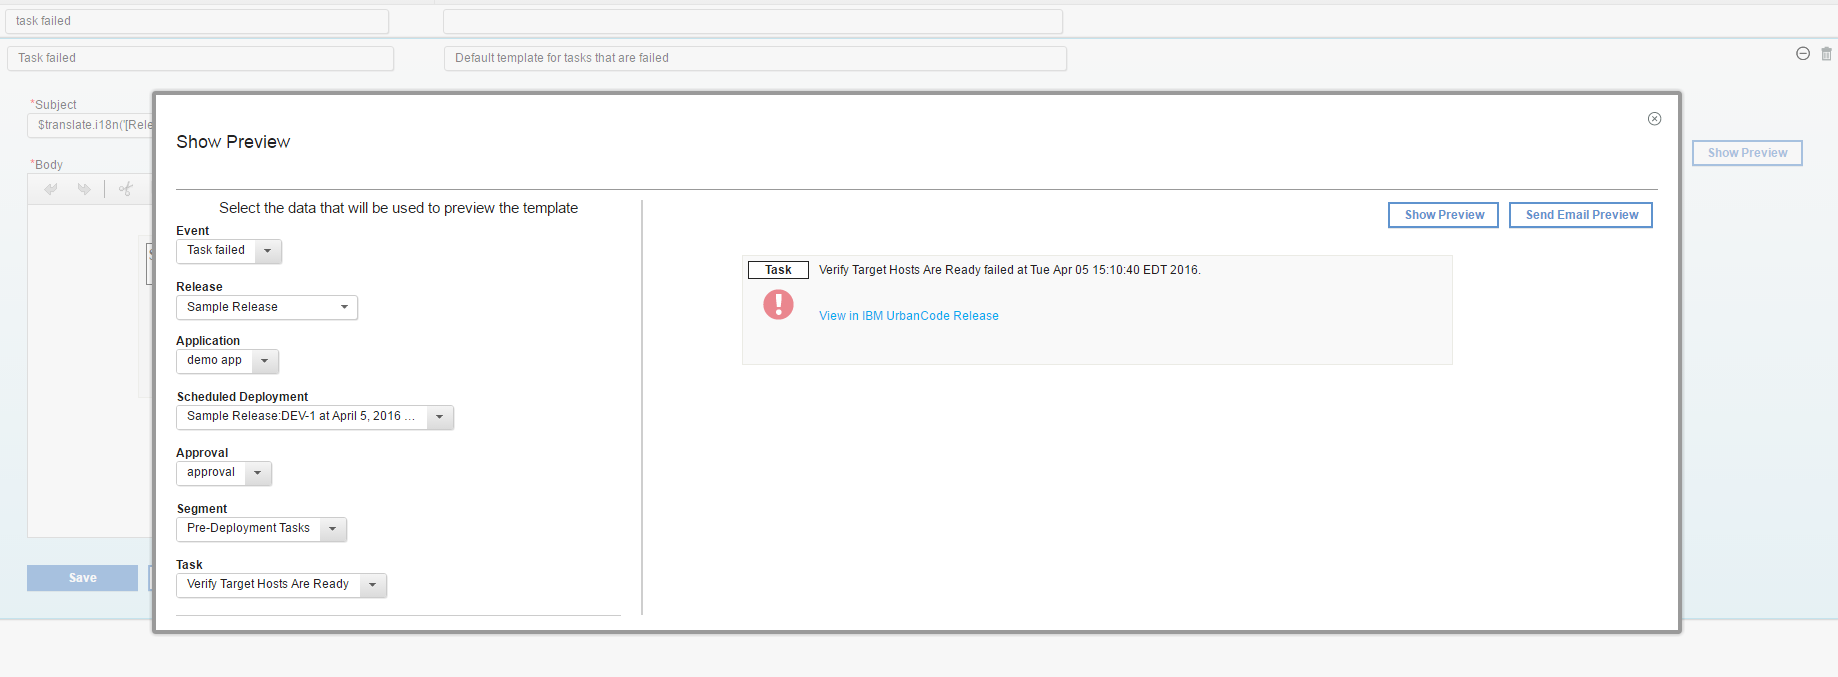 task failed
Task failed
Default template for tasks that are failed
*Subject
$translate.i18n('[Rele
*Body
Show Preview
Save
Show Preview
Select the data that will be used to preview the template
Event
Task failed
Release
Sample Release
Application
demo app
Scheduled Deployment
Sample Release:DEV-1 at April 5, 2016 ...
Approval
approval
Segment
Pre-Deployment Tasks
Task
Verify Target Hosts Are Ready
Show Preview
Send Email Preview
Task
Verify Target Hosts Are Ready failed at Tue Apr 05 15:10:40 EDT 2016.
View in IBM UrbanCode Release